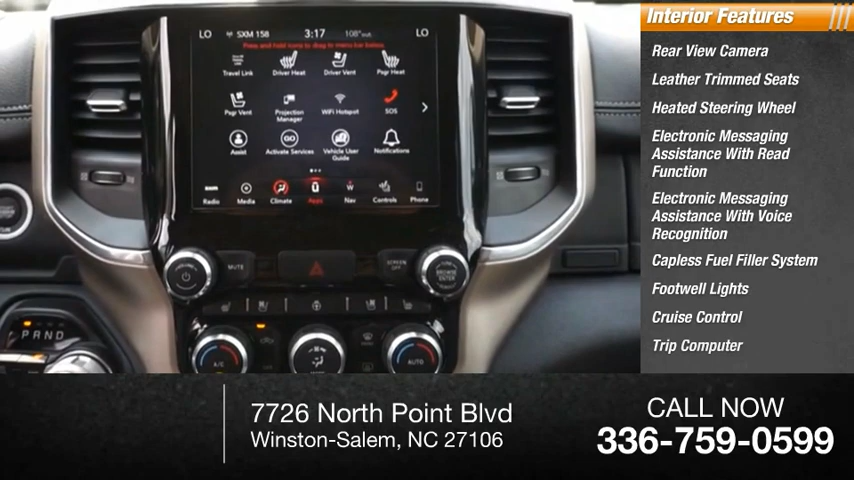 Interior Features
Rear View Camera
Leather Trimmed Seats
Heated Steering Wheel
Electronic Messaging
Assistance With Read
Function
Electronic Messaging
Assistance With Voice
Recognition
Capless Fuel Filler System
Footwell Lights
Cruise Control
Trip Computer
LO SXM 158 3:17 108° LO
Press and hold icons to drag to menu bar below
Travel Link Driver Heat Driver Vent Psgr Heat
Psgr Vent Projection Manager WiFi Hotspot SOS
Assist Activate Services Vehicle User Guide Notifications
GO
Radio Media Climate Apps Nav Controls Phone
MUTE
SCREEN OFF
BROWSE ENTER
PRND
A/C
AUTO
7726 North Point Blvd
Winston-Salem, NC 27106
CALL NOW
336-759-0599